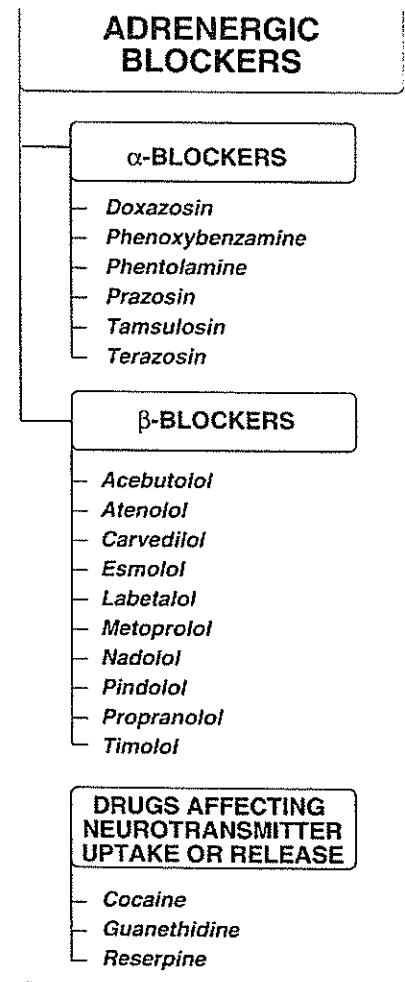 ADRENERGIC
BLOCKERS
α-BLOCKERS
Doxazosin
Phenoxybenzamine
Phentolamine
Prazosin
Tamsulosin
Terazosin
β-BLOCKERS
Acebutolol
Atenolol
Carvedilol
Esmolol
Labetalol
Metoprolol
Nadolol
Pindolol
Propranolol
Timolol
DRUGS AFFECTING
NEUROTRANSMITTER
UPTAKE OR RELEASE
Cocaine
Guanethidine
Reserpine